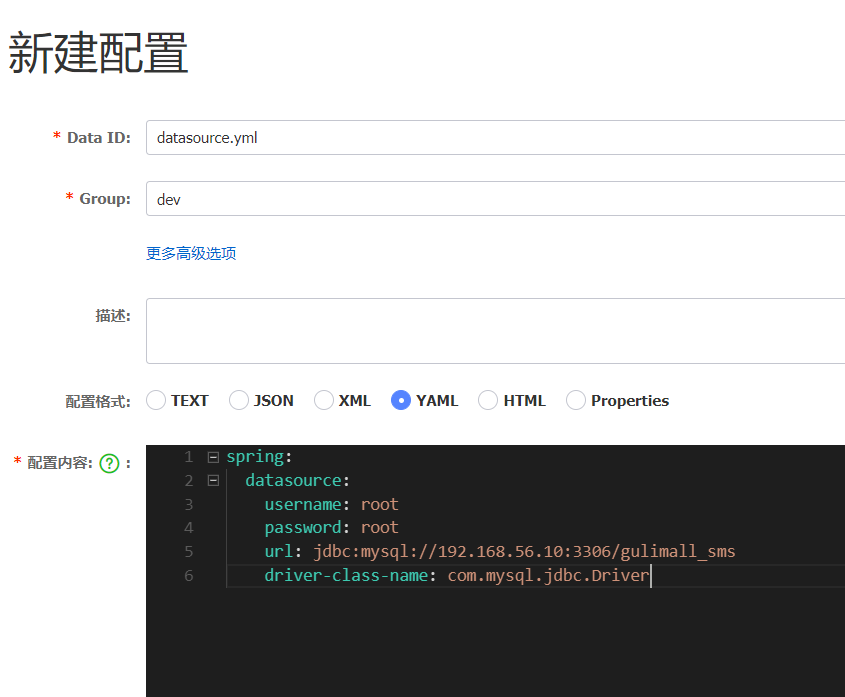 新建配置
* Data ID: datasource.yml
* Group: dev
更多高级选项
描述:
配置格式: TEXT JSON XML YAML HTML Properties
* 配置内容: ? :
1 spring:
2 datasource:
3 username: root
4 password: root
5 url: jdbc:mysql://192.168.56.10:3306/gulimall_sms
6 driver-class-name: com.mysql.jdbc.Driver